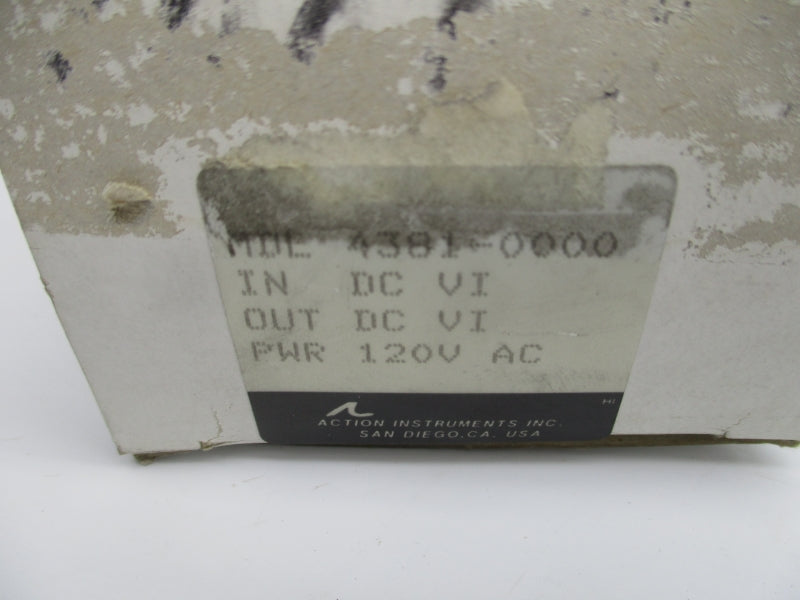 MDL 4381-0000
IN DC VI
OUT DC VI
PWR 120V AC
ACTION INSTRUMENTS INC.
SAN DIEGO, CA. USA